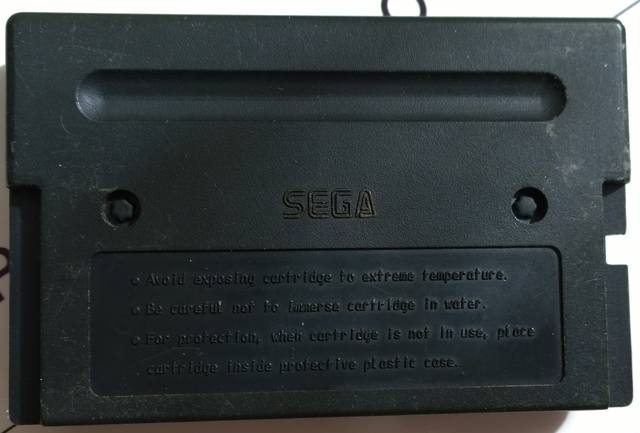 SEGA
• Avoid exposing cartridge to extreme temperature.
• Be careful not to immerse cartridge in water.
• For protection, when cartridge is not in use, place
cartridge inside protective plastic case.